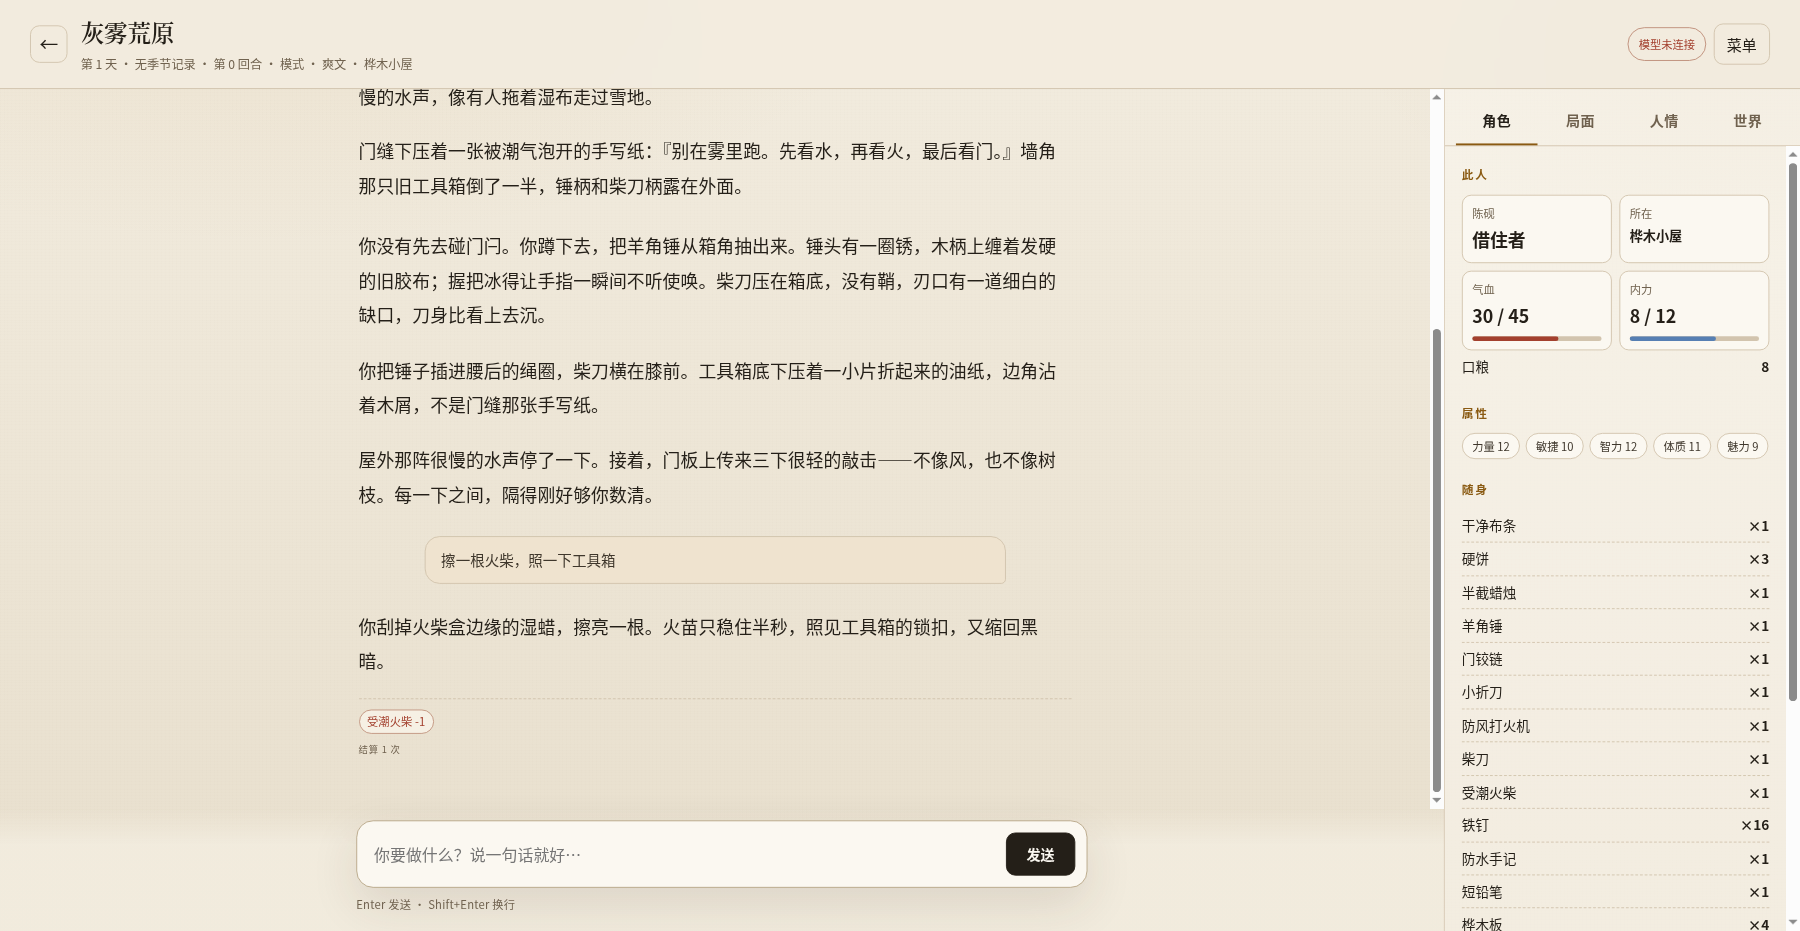 ←
灰雾荒原
第 1 天 · 无季节记录 · 第 0 回合 · 模式 · 爽文 · 桦木小屋
模型未连接
菜单
慢的水声，像有人拖着湿布走过雪地。
门缝下压着一张被潮气泡开的手写纸：『别在雾里跑。先看水，再看火，最后看门。』墙角
那只旧工具箱倒了一半，锤柄和柴刀柄露在外面。
你没有先去碰门闩。你蹲下去，把羊角锤从箱角抽出来。锤头有一圈锈，木柄上缠着发硬
的旧胶布；握把冰得让手指一瞬间不听使唤。柴刀压在箱底，没有鞘，刃口有一道细白的
缺口，刀身比看上去沉。
你把锤子插进腰后的绳圈，柴刀横在膝前。工具箱底下压着一小片折起来的油纸，边角沾
着木屑，不是门缝那张手写纸。
屋外那阵很慢的水声停了一下。接着，门板上传来三下很轻的敲击——不像风，也不像树
枝。每一下之间，隔得刚好够你数清。
擦一根火柴，照一下工具箱
你刮掉火柴盒边缘的湿蜡，擦亮一根。火苗只稳住半秒，照见工具箱的锁扣，又缩回黑
暗。
受潮火柴 -1
结算 1 次
你要做什么？说一句话就好…
发送
Enter 发送 · Shift+Enter 换行
角色 局面 人情 世界
此人
陈砚
借住者
所在
桦木小屋
气血
30 / 45
内力
8 / 12
口粮 8
属性
力量 12 敏捷 10 智力 12 体质 11 魅力 9
随身
干净布条 ×1
硬饼 ×3
半截蜡烛 ×1
羊角锤 ×1
门铰链 ×1
小折刀 ×1
防风打火机 ×1
柴刀 ×1
受潮火柴 ×1
铁钉 ×16
防水手记 ×1
短铅笔 ×1
桦木板 ×4